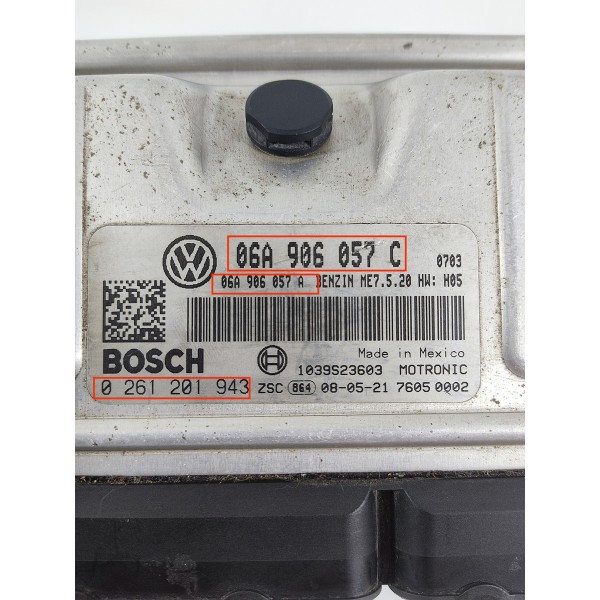 06A 906 057 C 0703
06A 906 057 A BENZIN ME7.5.20 HW: H05
Made in Mexico
BOSCH 1039S23603 MOTRONIC
0 261 201 943 ZSC 864 08-05-21 7605 0002